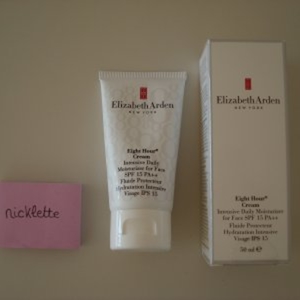 Elizabeth Arden
NEW YORK
Eight Hour®
Cream
Intensive Daily
Moisturizer for Face
SPF 15 PA++
Fluide Protecteur
Hydratation Intensive
Visage IPS 15
Elizabeth Arden
NEW YORK
Eight Hour®
Cream
Intensive Daily Moisturizer
for Face SPF 15 PA++
Fluide Protecteur
Hydratation Intensive
Visage IPS 15
50 ml e
nicklette